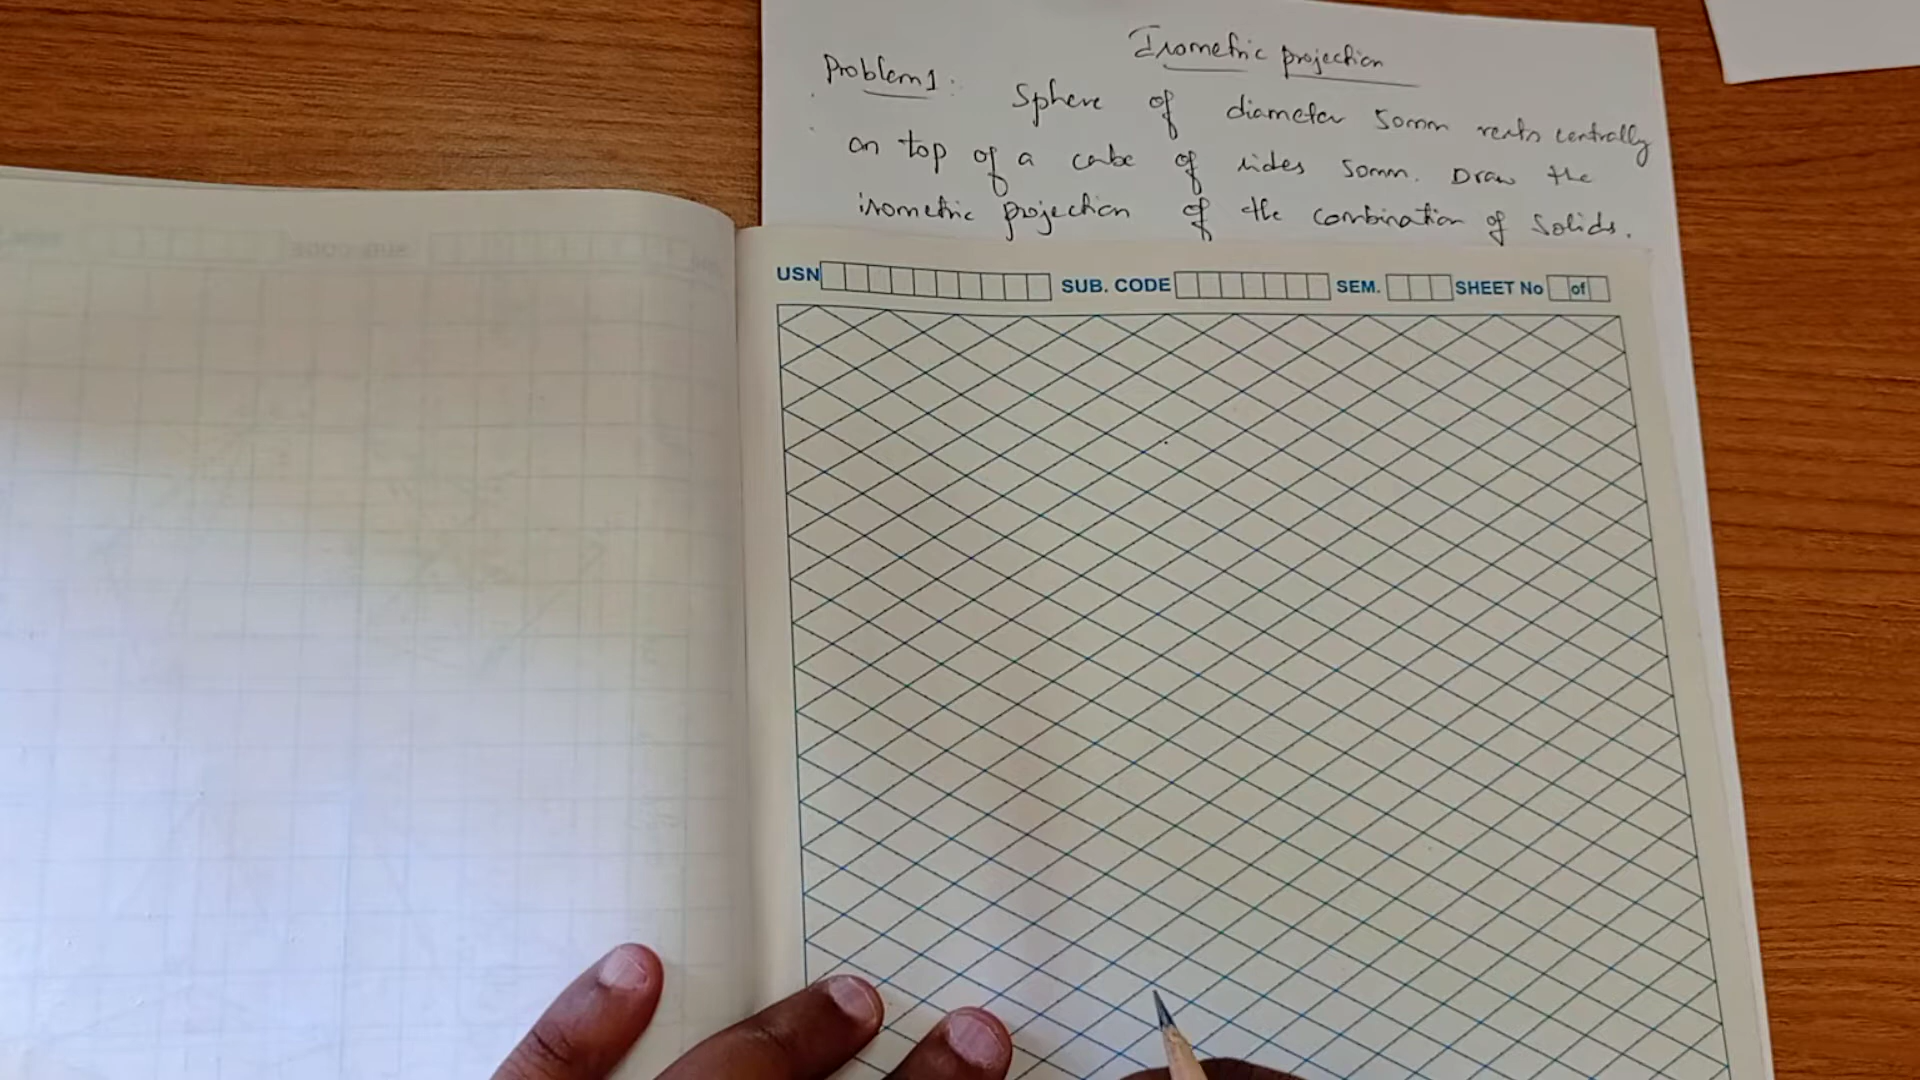 Isometric projection
Problem 1: Sphere of diameter 50mm rests centrally
on top of a cube of sides 50mm. Draw the
isometric projection of the combination of solids.
USN SUB. CODE SEM. SHEET No of